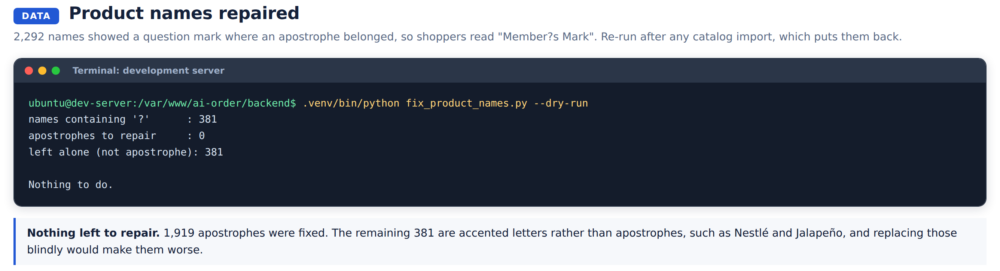 DATA Product names repaired
2,292 names showed a question mark where an apostrophe belonged, so shoppers read "Member?s Mark". Re-run after any catalog import, which puts them back.
Terminal: development server
ubuntu@dev-server:/var/www/ai-order/backend$ .venv/bin/python fix_product_names.py --dry-run
names containing '?'      : 381
apostrophes to repair     : 0
left alone (not apostrophe): 381
Nothing to do.
Nothing left to repair. 1,919 apostrophes were fixed. The remaining 381 are accented letters rather than apostrophes, such as Nestlé and Jalapeño, and replacing those
blindly would make them worse.